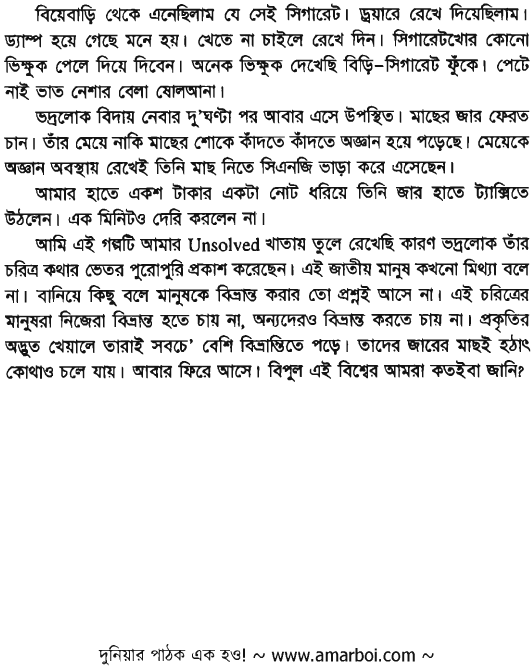 বিয়েবাড়ি থেকে এনেছিলাম যে সেই সিগারেট। ড্রয়ারে রেখে দিয়েছিলাম।
ড্যাম্প হয়ে গেছে মনে হয়। খেতে না চাইলে রেখে দিন। সিগারেটখোর কোনো
ভিক্ষুক পেলে দিয়ে দিবেন। অনেক ভিক্ষুক দেখেছি বিড়ি-সিগারেট ফুঁকে। পেটে
নাই ভাত নেশার বেলা ষোলআনা।
ভদ্রলোক বিদায় নেবার দু'ঘণ্টা পর আবার এসে উপস্থিত। মাছের জার ফেরত
চান। তাঁর মেয়ে নাকি মাছের শোকে কাঁদতে কাঁদতে অজ্ঞান হয়ে পড়েছে। মেয়েকে
অজ্ঞান অবস্থায় রেখেই তিনি মাছ নিতে সিএনজি ভাড়া করে এসেছেন।
আমার হাতে একশ টাকার একটা নোট ধরিয়ে তিনি জার হাতে ট্যাক্সিতে
উঠলেন। এক মিনিটও দেরি করলেন না।
আমি এই গল্পটি আমার Unsolved খাতায় তুলে রেখেছি কারণ ভদ্রলোক তাঁর
চরিত্র কথার ভেতর পুরোপুরি প্রকাশ করেছেন। এই জাতীয় মানুষ কখনো মিথ্যা বলে
না। বানিয়ে কিছু বলে মানুষকে বিভ্রান্ত করার তো প্রশ্নই আসে না। এই চরিত্রের
মানুষরা নিজেরা বিভ্রান্ত হতে চায় না, অন্যদেরও বিভ্রান্ত করতে চায় না। প্রকৃতির
অদ্ভুত খেয়ালে তারাই সবচে' বেশি বিভ্রান্তিতে পড়ে। তাদের জারের মাছই হঠাৎ
কোথাও চলে যায়। আবার ফিরে আসে। বিপুল এই বিশ্বের আমরা কতইবা জানি?
দুনিয়ার পাঠক এক হও! ~ www.amarboi.com ~